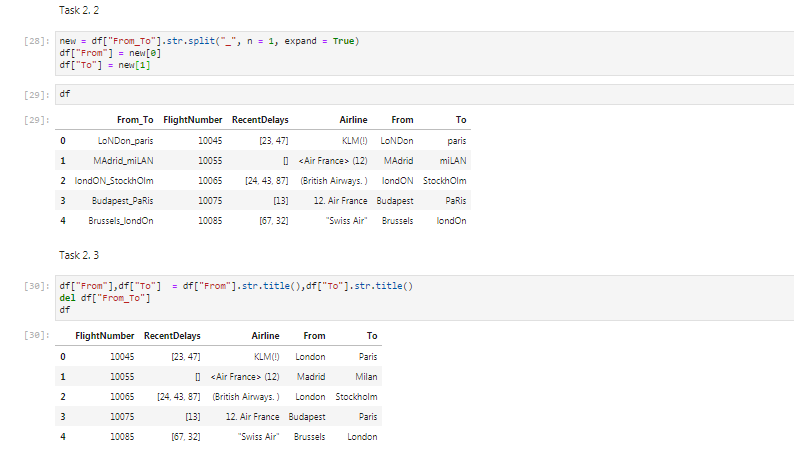 Task 2. 2
[28]: new = df["From_To"].str.split("_", n = 1, expand = True)
df["From"] = new[0]
df["To"] = new[1]
[29]: df
[29]: From_To FlightNumber RecentDelays Airline From To
0 LoNDon_paris 10045 [23, 47] KLM(!) LoNDon paris
1 MAdrid_miLAN 10055 [] <Air France> (12) MAdrid miLAN
2 londON_StockhOlm 10065 [24, 43, 87] (British Airways. ) londON StockhOlm
3 Budapest_PaRis 10075 [13] 12. Air France Budapest PaRis
4 Brussels_londOn 10085 [67, 32] "Swiss Air" Brussels londOn
Task 2. 3
[30]: df["From"],df["To"] = df["From"].str.title(),df["To"].str.title()
del df["From_To"]
df
[30]: FlightNumber RecentDelays Airline From To
0 10045 [23, 47] KLM(!) London Paris
1 10055 [] <Air France> (12) Madrid Milan
2 10065 [24, 43, 87] (British Airways. ) London Stockholm
3 10075 [13] 12. Air France Budapest Paris
4 10085 [67, 32] "Swiss Air" Brussels London